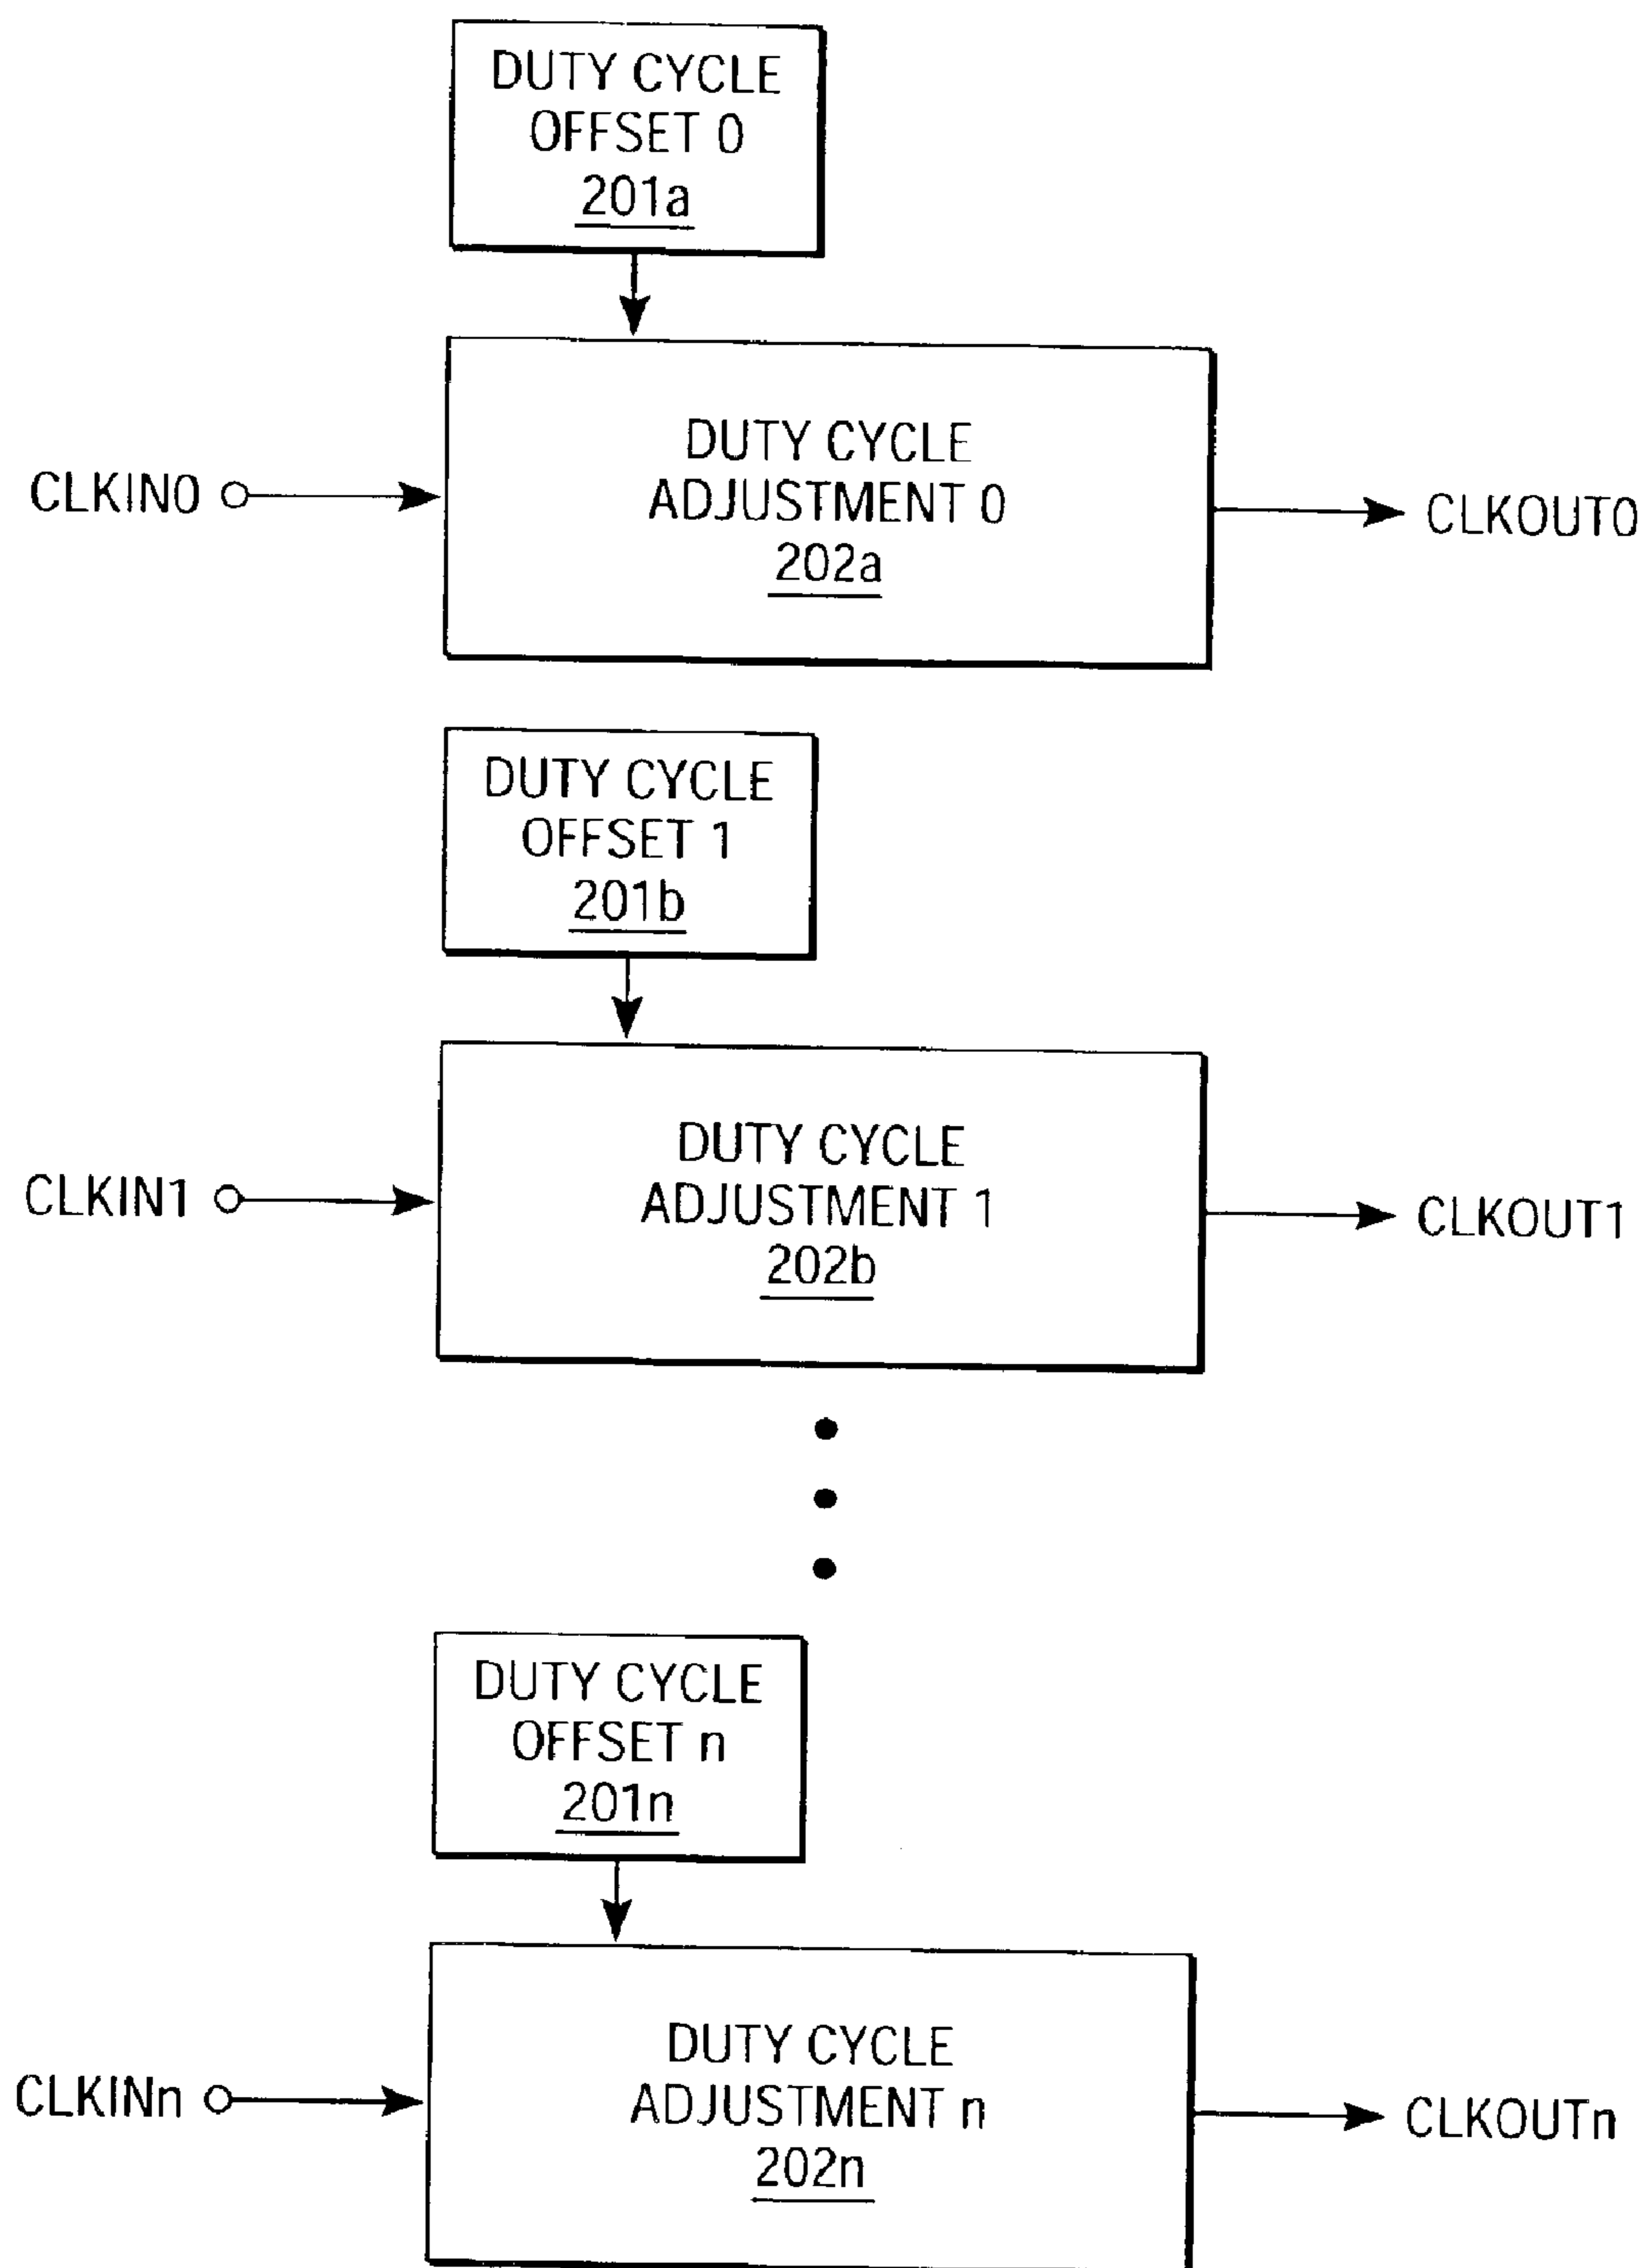 DUTY CYCLE
OFFSET 0
201a
DUTY CYCLE
ADJUSTMENT 0
202a
CLKIN0
CLKOUT0
DUTY CYCLE
OFFSET 1
201b
DUTY CYCLE
ADJUSTMENT 1
202b
CLKIN1
CLKOUT1
DUTY CYCLE
OFFSET n
201n
DUTY CYCLE
ADJUSTMENT n
202n
CLKINn
CLKOUTn